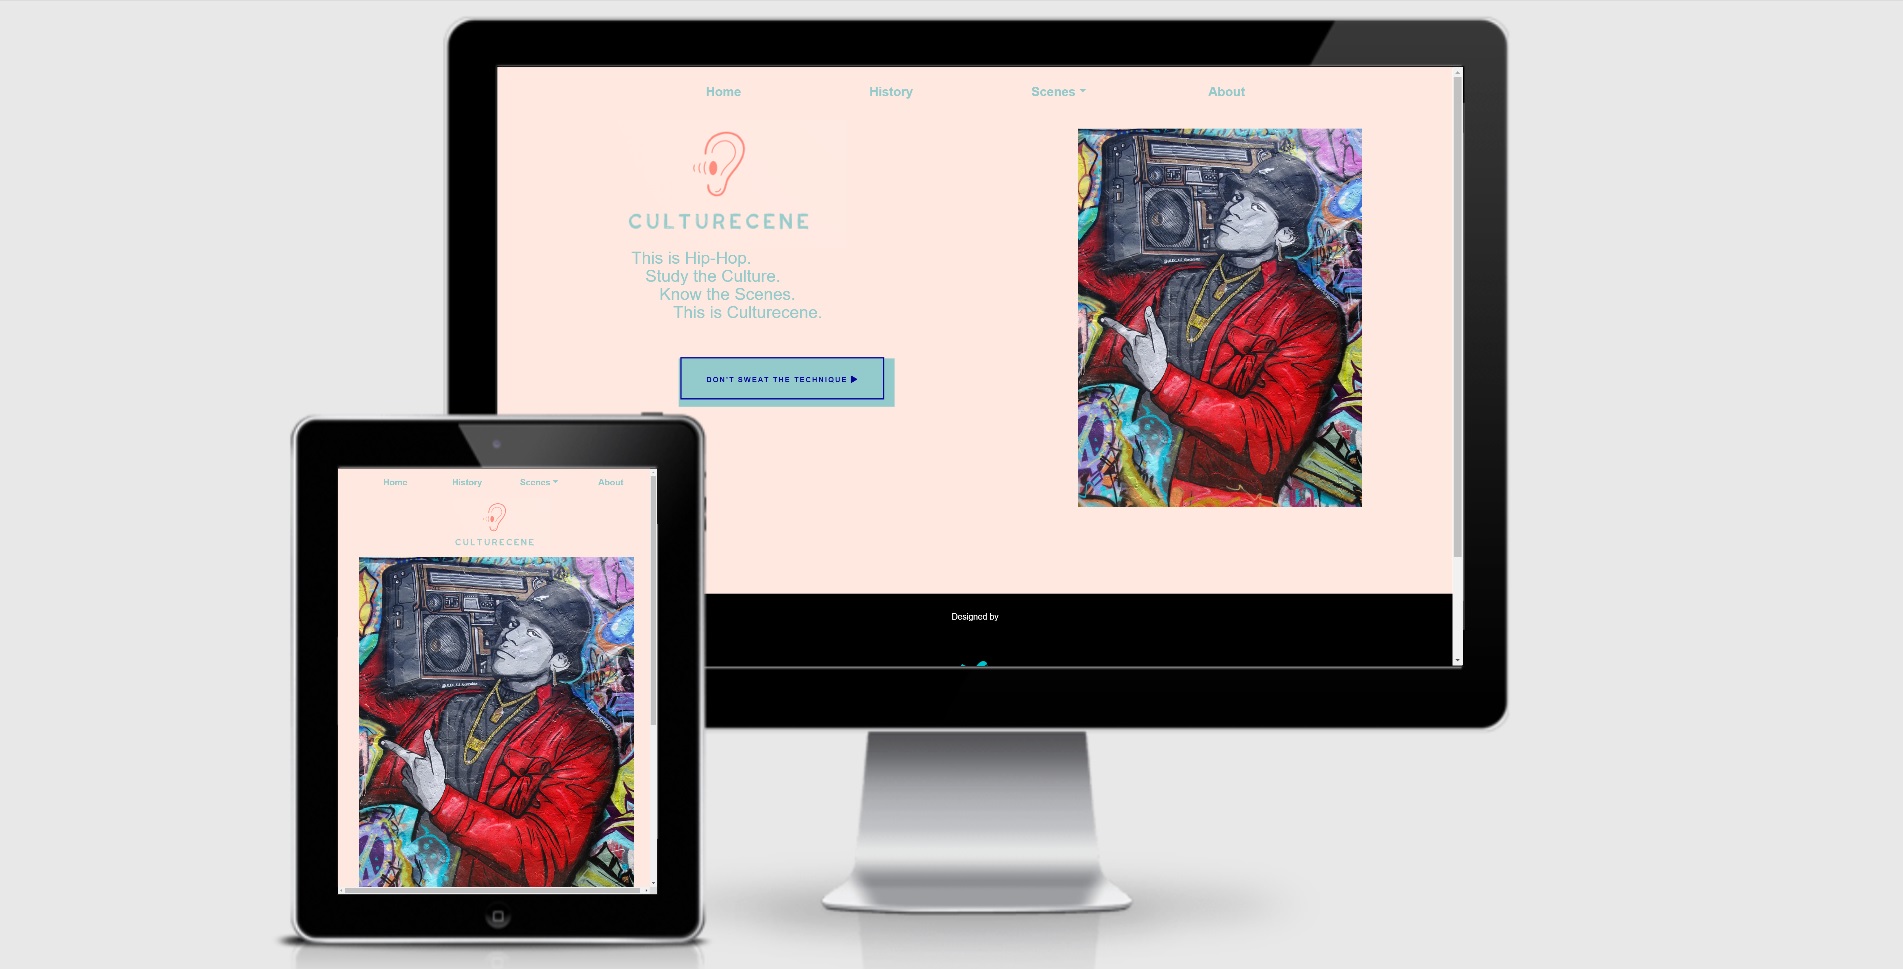 Home History Scenes About
CULTURECENE
This is Hip-Hop.
Study the Culture.
Know the Scenes.
This is Culturecene.
DON'T SWEAT THE TECHNIQUE
Designed by
Home History Scenes About
CULTURECENE